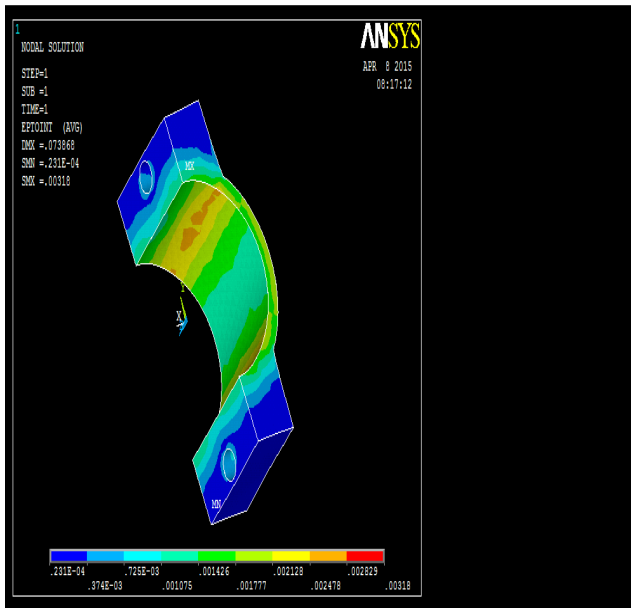 1
NODAL SOLUTION
STEP=1
SUB =1
TIME=1
EPTOINT (AVG)
DMX =.073868
SMN =.231E-04
SMX =.00318
ANSYS
APR 8 2015
08:17:12
MX
Y
X
MN
.231E-04 .725E-03 .001426 .002128 .002829
.374E-03 .001075 .001777 .002478 .00318